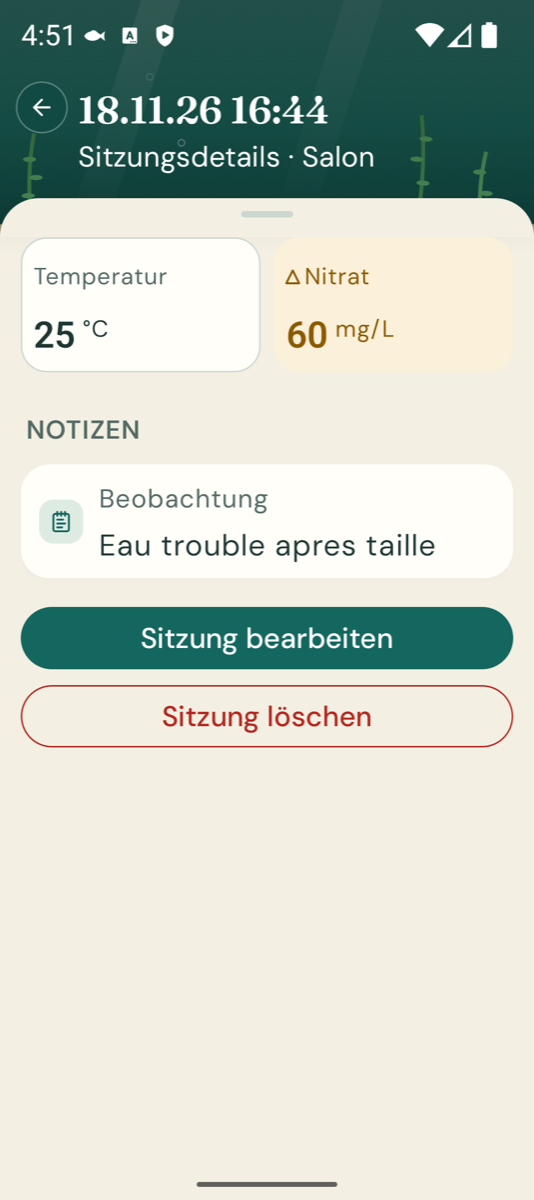 4:51
18.11.26 16:44
Sitzungsdetails · Salon
Temperatur
25 °C
△ Nitrat
60 mg/L
NOTIZEN
Beobachtung
Eau trouble apres taille
Sitzung bearbeiten
Sitzung löschen